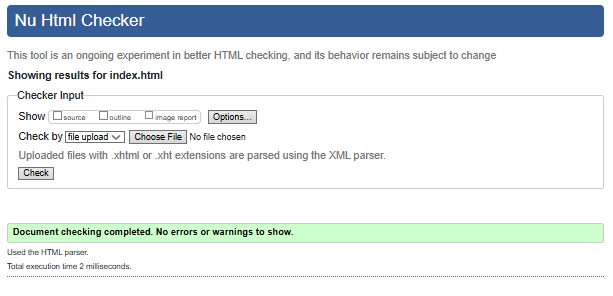 Nu Html Checker
This tool is an ongoing experiment in better HTML checking, and its behavior remains subject to change
Showing results for index.html
Checker Input
Show source outline image report Options...
Check by file upload Choose File No file chosen
Uploaded files with .xhtml or .xht extensions are parsed using the XML parser.
Check
Document checking completed. No errors or warnings to show.
Used the HTML parser.
Total execution time 2 milliseconds.